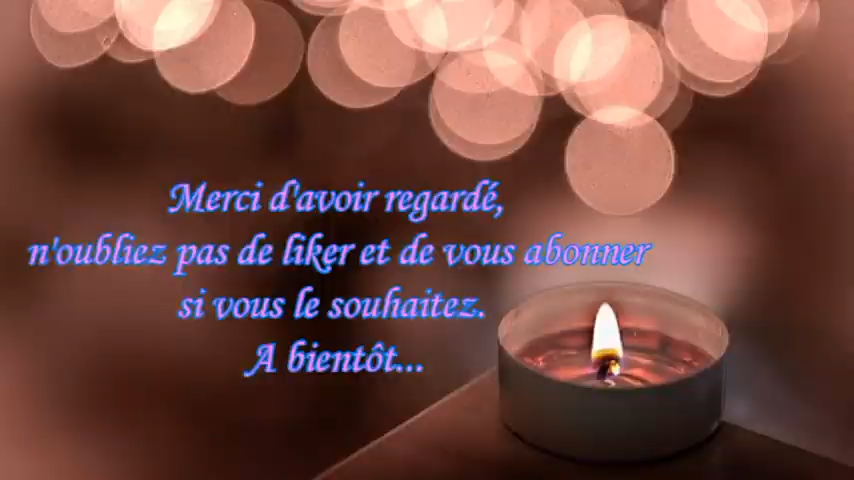 Merci d'avoir regardé,
n'oubliez pas de liker et de vous abonner
si vous le souhaitez.
A bientôt...